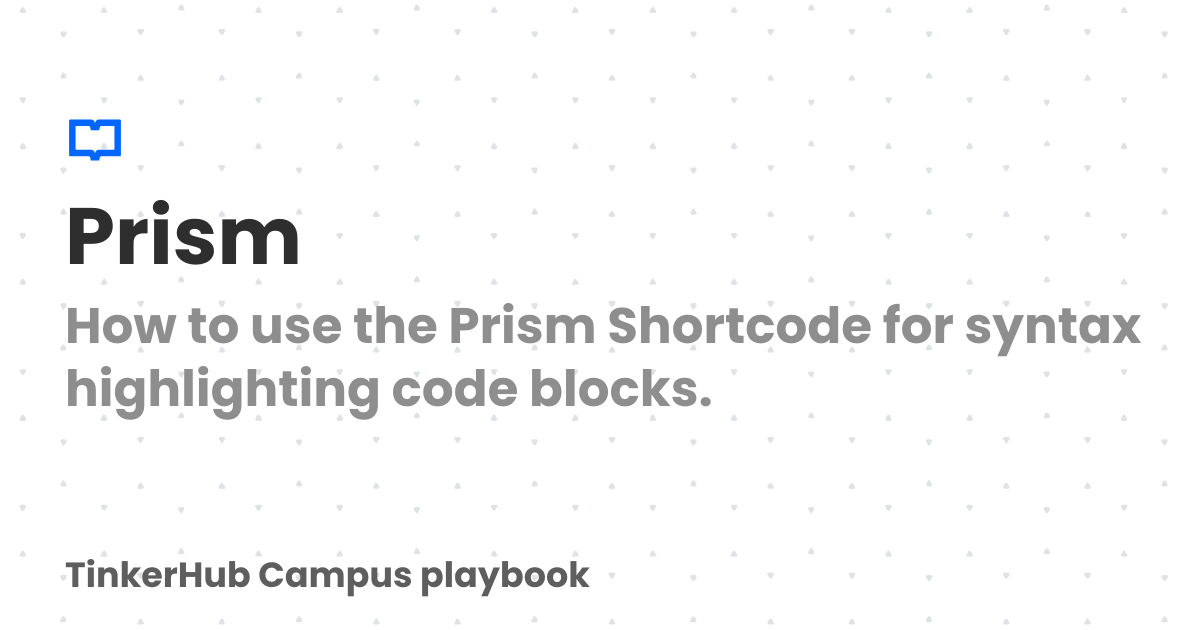 Prism
How to use the Prism Shortcode for syntax
highlighting code blocks.
TinkerHub Campus playbook